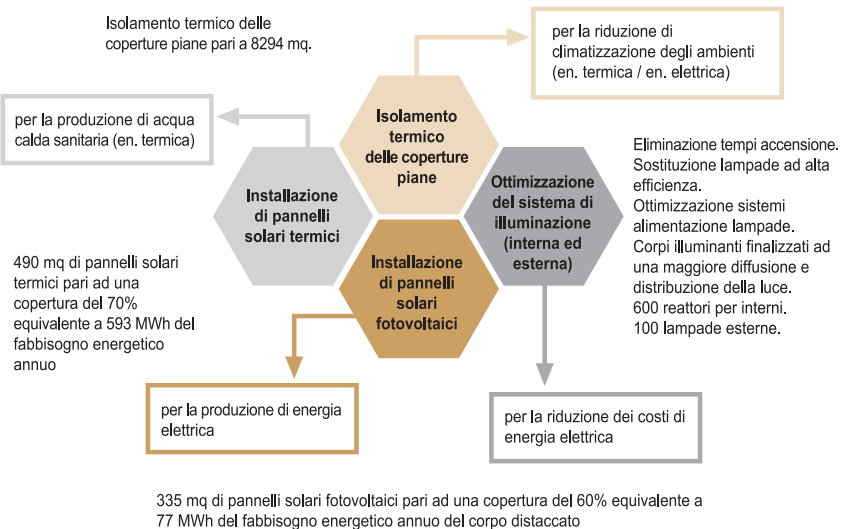 Isolamento termico delle
coperture piane pari a 8294 mq.
per la riduzione di
climatizzazione degli ambienti
(en. termica / en. elettrica)
per la produzione di acqua
calda sanitaria (en. termica)
Isolamento
termico
delle coperture
piane
Installazione
di pannelli
solari termici
Ottimizzazione
del sistema di
illuminazione
(interna ed
esterna)
Installazione
di pannelli
solari
fotovoltaici
Eliminazione tempi accensione.
Sostituzione lampade ad alta
efficienza.
Ottimizzazione sistemi
alimentazione lampade.
Corpi illuminanti finalizzati ad
una maggiore diffusione e
distribuzione della luce.
600 reattori per interni.
100 lampade esterne.
490 mq di pannelli solari
termici pari ad una
copertura del 70%
equivalente a 593 MWh del
fabbisogno energetico
annuo
per la produzione di energia
elettrica
per la riduzione dei costi di
energia elettrica
335 mq di pannelli solari fotovoltaici pari ad una copertura del 60% equivalente a
77 MWh del fabbisogno energetico annuo del corpo distaccato